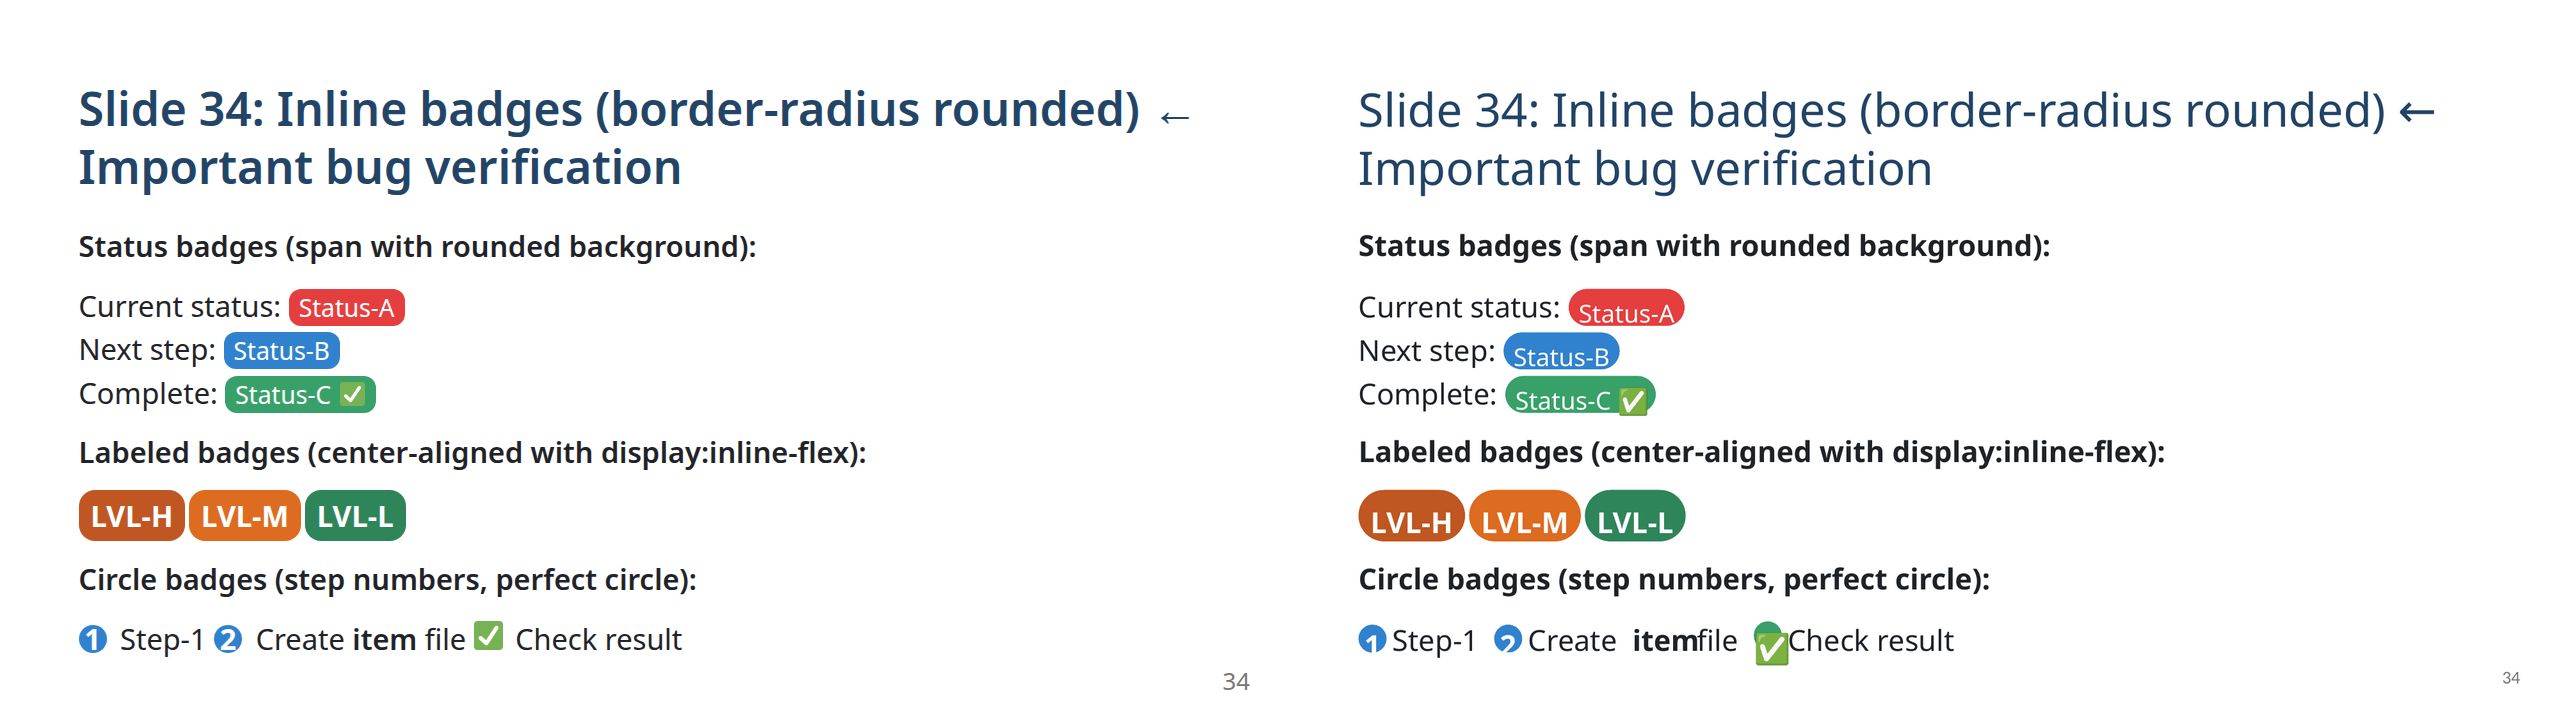 Slide 34: Inline badges (border-radius rounded) ←
Important bug verification
Status badges (span with rounded background):
Current status: Status-A
Next step: Status-B
Complete: Status-C ✅
Labeled badges (center-aligned with display:inline-flex):
LVL-H LVL-M LVL-L
Circle badges (step numbers, perfect circle):
1 Step-1 2 Create item file ✅ Check result
34
Slide 34: Inline badges (border-radius rounded) ←
Important bug verification
Status badges (span with rounded background):
Current status: Status-A
Next step: Status-B
Complete: Status-C ✅
Labeled badges (center-aligned with display:inline-flex):
LVL-H LVL-M LVL-L
Circle badges (step numbers, perfect circle):
1 Step-1 2 Create itemfile ✅ Check result
34